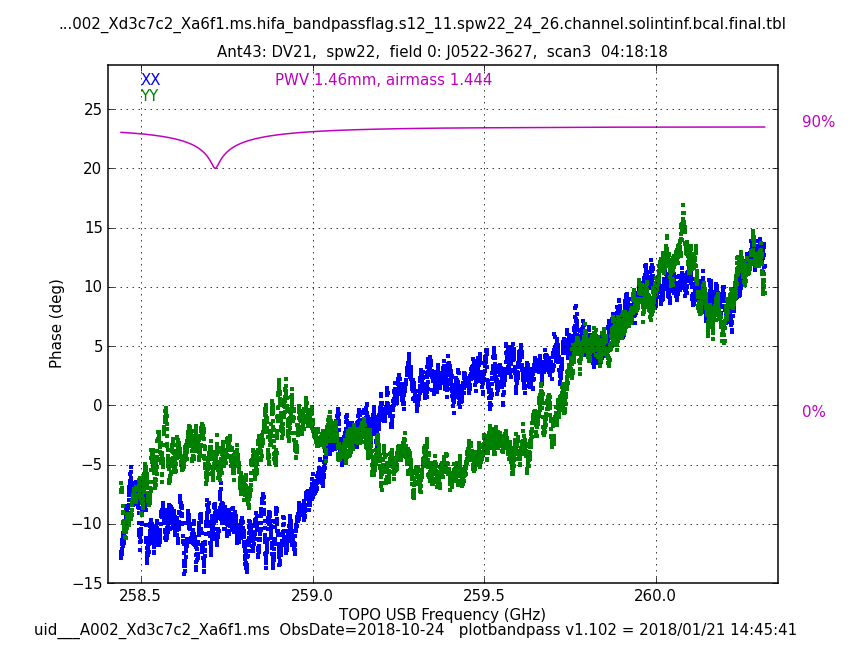 ...002_Xd3c7c2_Xa6f1.ms.hifa_bandpassflag.s12_11.spw22_24_26.channel.solintinf.bcal.final.tbl
Ant43: DV21, spw22, field 0: J0522-3627, scan3 04:18:18
XX
PWV 1.46mm, airmass 1.444
YY
90%
0%
25
20
15
10
5
0
−5
−10
−15
Phase (deg)
258.5 259.0 259.5 260.0
TOPO USB Frequency (GHz)
uid___A002_Xd3c7c2_Xa6f1.ms ObsDate=2018-10-24 plotbandpass v1.102 = 2018/01/21 14:45:41